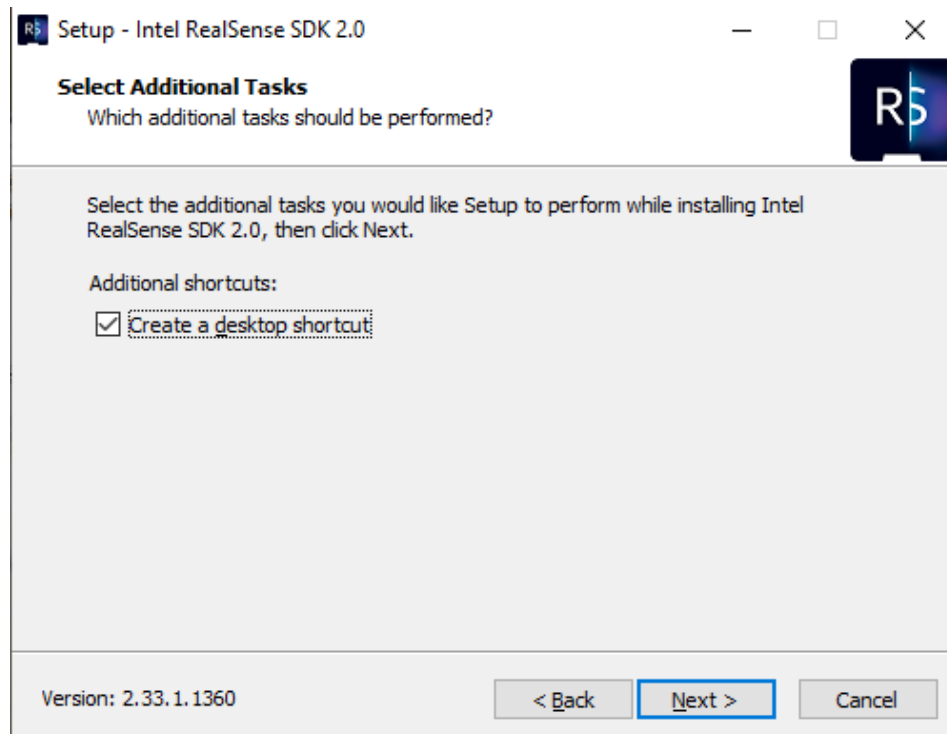 RS Setup - Intel RealSense SDK 2.0
Select Additional Tasks
Which additional tasks should be performed?
RS
Select the additional tasks you would like Setup to perform while installing Intel
RealSense SDK 2.0, then click Next.
Additional shortcuts:
Create a desktop shortcut
Version: 2.33.1.1360
< Back
Next >
Cancel